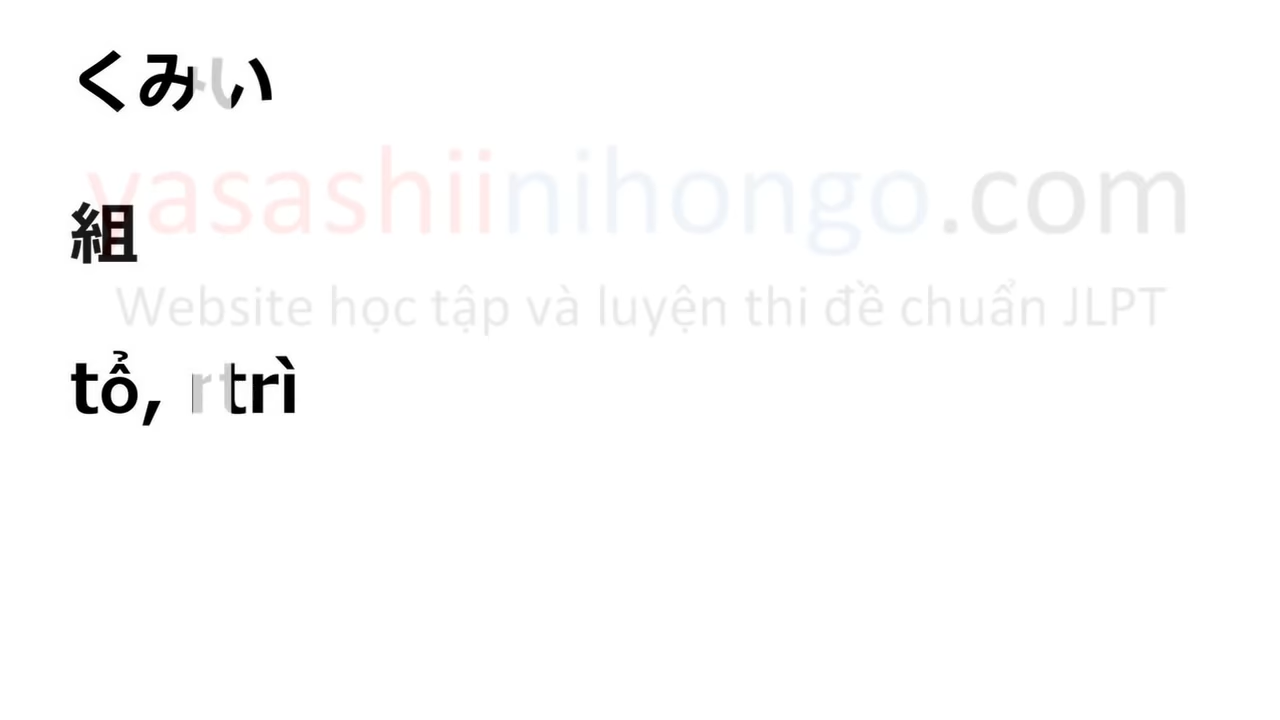 くみい
yasashiinihongo.com
組
Website học tập và luyện thi đề chuẩn JLPT
tổ, trì